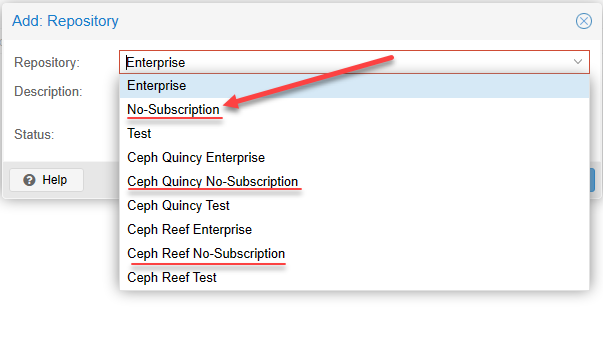 Add: Repository
Repository: Enterprise
Description:
Status:
Enterprise
No-Subscription
Test
Ceph Quincy Enterprise
Ceph Quincy No-Subscription
Ceph Quincy Test
Ceph Reef Enterprise
Ceph Reef No-Subscription
Ceph Reef Test
Help